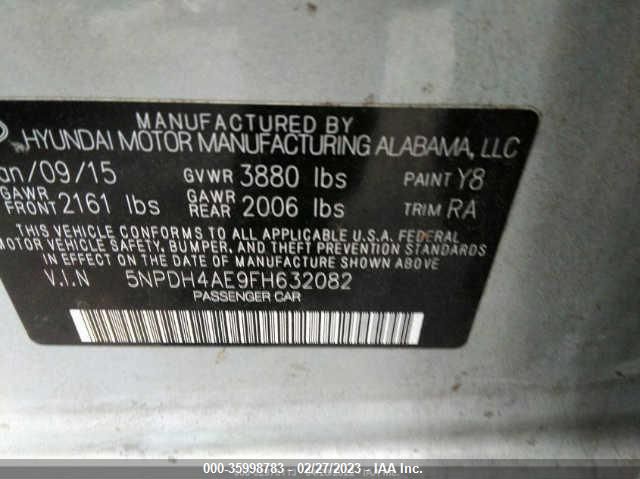 MANUFACTURED BY
HYUNDAI MOTOR MANUFACTURING ALABAMA, LLC
an/09/15 GVWR 3880 lbs PAINT Y8
GAWR FRONT 2161 lbs GAWR REAR 2006 lbs TRIM RA
THIS VEHICLE CONFORMS TO ALL APPLICABLE U.S.A. FEDERAL
MOTOR VEHICLE SAFETY, BUMPER, AND THEFT PREVENTION STANDARDS
IN EFFECT ON THE DATE OF MANUFACTURE SHOWN ABOVE.
V.I.N 5NPDH4AE9FH632082
PASSENGER CAR
000-35998783 - 02/27/2023 - IAA Inc.